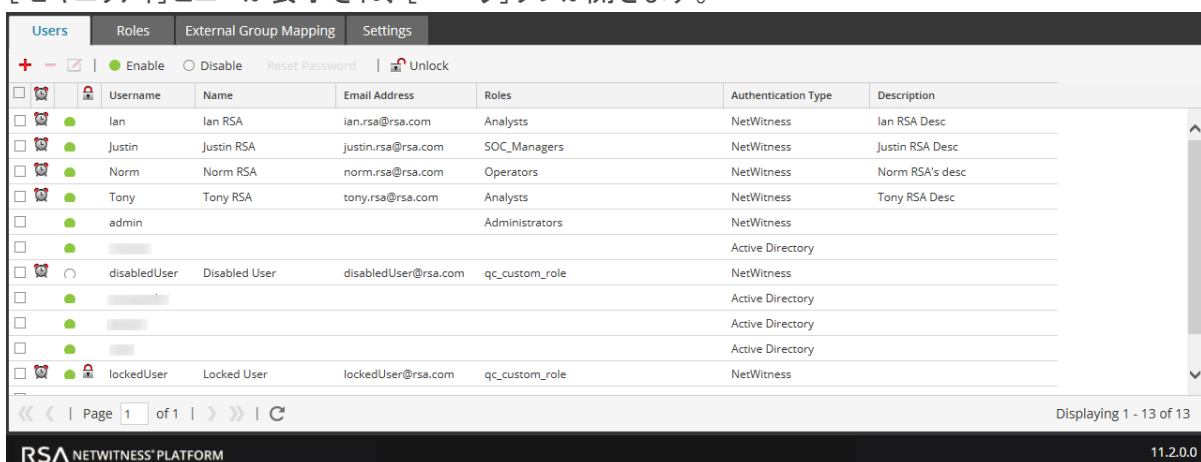 Users Roles External Group Mapping Settings
Enable Disable Reset Password Unlock
Username Name Email Address Roles Authentication Type Description
Ian Ian RSA ian.rsa@rsa.com Analysts NetWitness Ian RSA Desc
Justin Justin RSA justin.rsa@rsa.com SOC_Managers NetWitness Justin RSA Desc
Norm Norm RSA norm.rsa@rsa.com Operators NetWitness Norm RSA's desc
Tony Tony RSA tony.rsa@rsa.com Analysts NetWitness Tony RSA Desc
admin Administrators NetWitness
Active Directory
disabledUser Disabled User disabledUser@rsa.com qc_custom_role NetWitness
Active Directory
Active Directory
Active Directory
lockedUser Locked User lockedUser@rsa.com qc_custom_role NetWitness
Page 1 of 1 Displaying 1 - 13 of 13
RSA NETWITNESS® PLATFORM 11.2.0.0